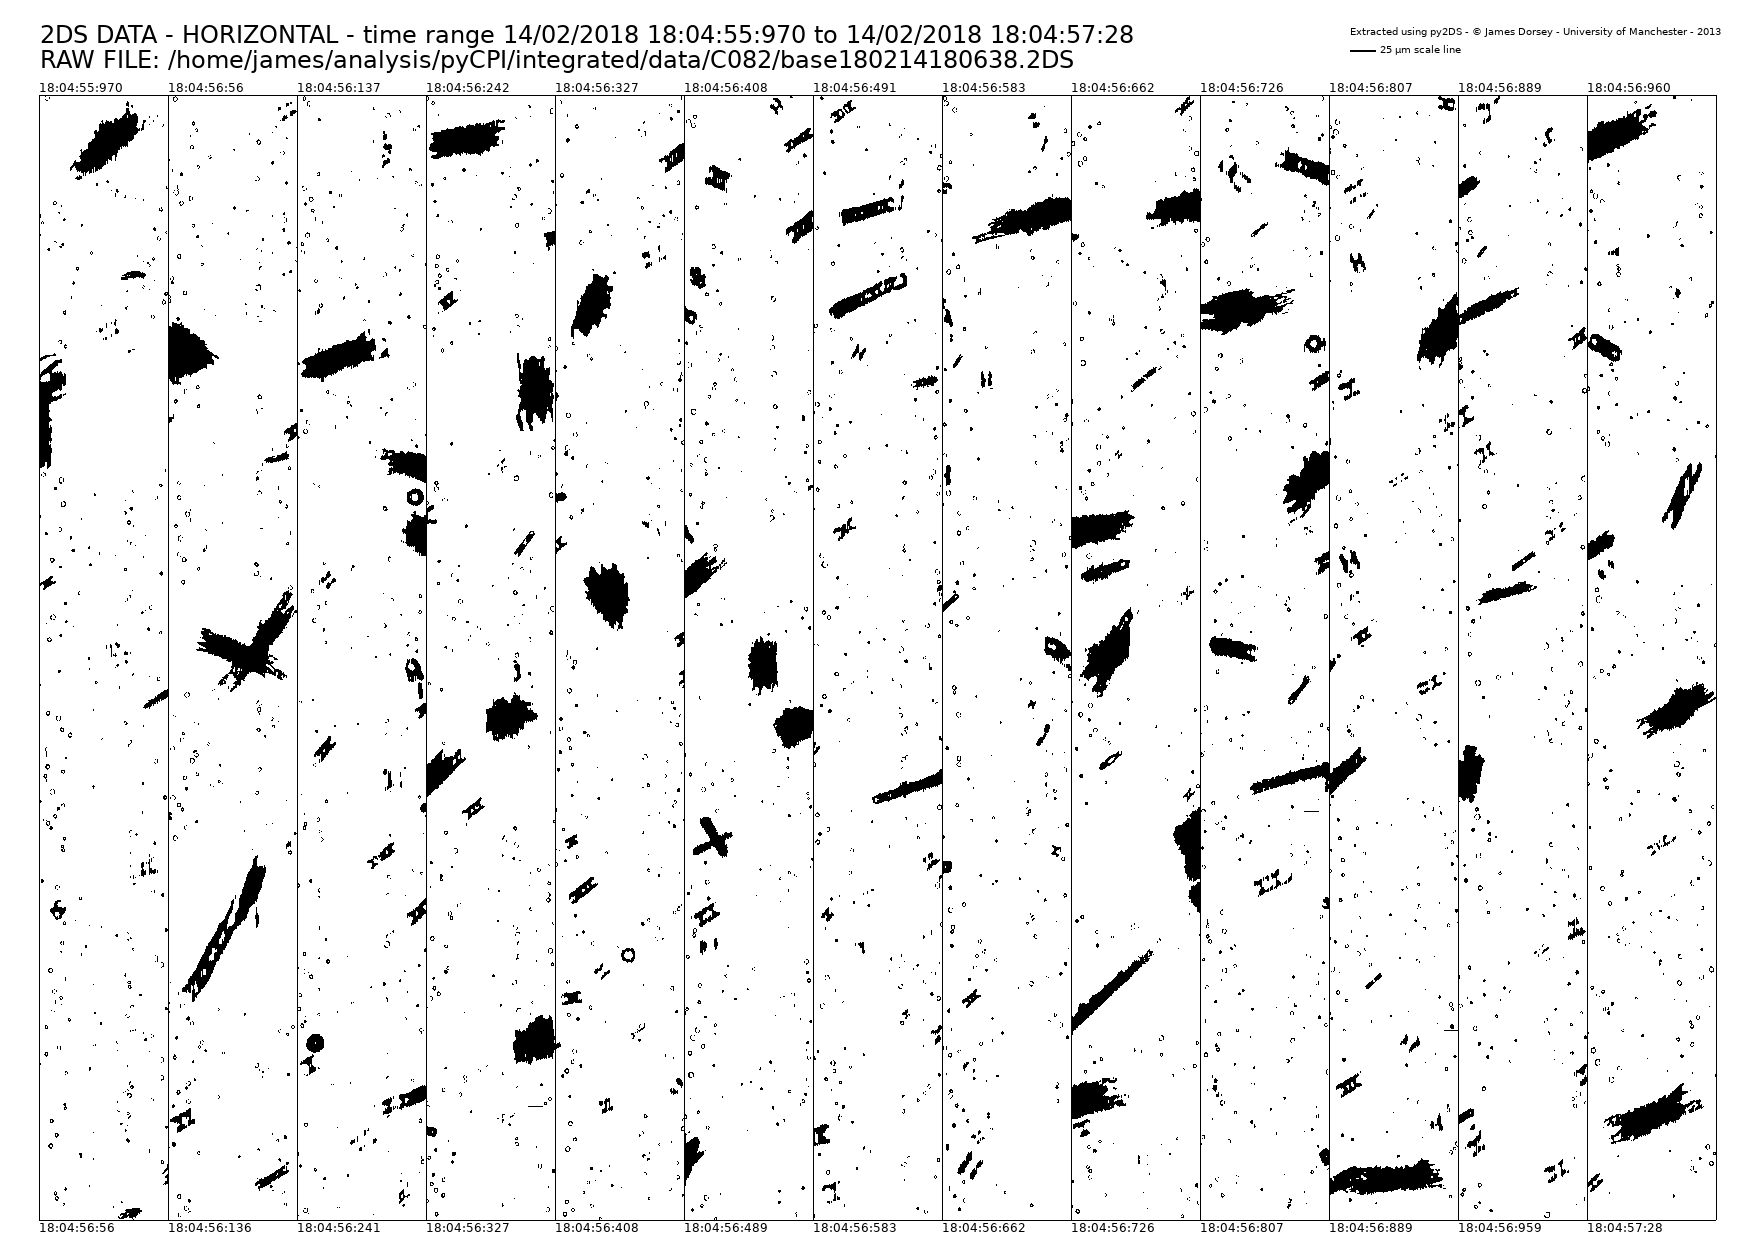 2DS DATA - HORIZONTAL - time range 14/02/2018 18:04:55:970 to 14/02/2018 18:04:57:28
Extracted using py2DS - © James Dorsey - University of Manchester - 2013
25 µm scale line
RAW FILE: /home/james/analysis/pyCPI/integrated/data/C082/base180214180638.2DS
18:04:55:970 18:04:56:56 18:04:56:137 18:04:56:242 18:04:56:327 18:04:56:408 18:04:56:491 18:04:56:583 18:04:56:662 18:04:56:726 18:04:56:807 18:04:56:889 18:04:56:960
18:04:56:56 18:04:56:136 18:04:56:241 18:04:56:327 18:04:56:408 18:04:56:489 18:04:56:583 18:04:56:662 18:04:56:726 18:04:56:807 18:04:56:889 18:04:56:959 18:04:57:28